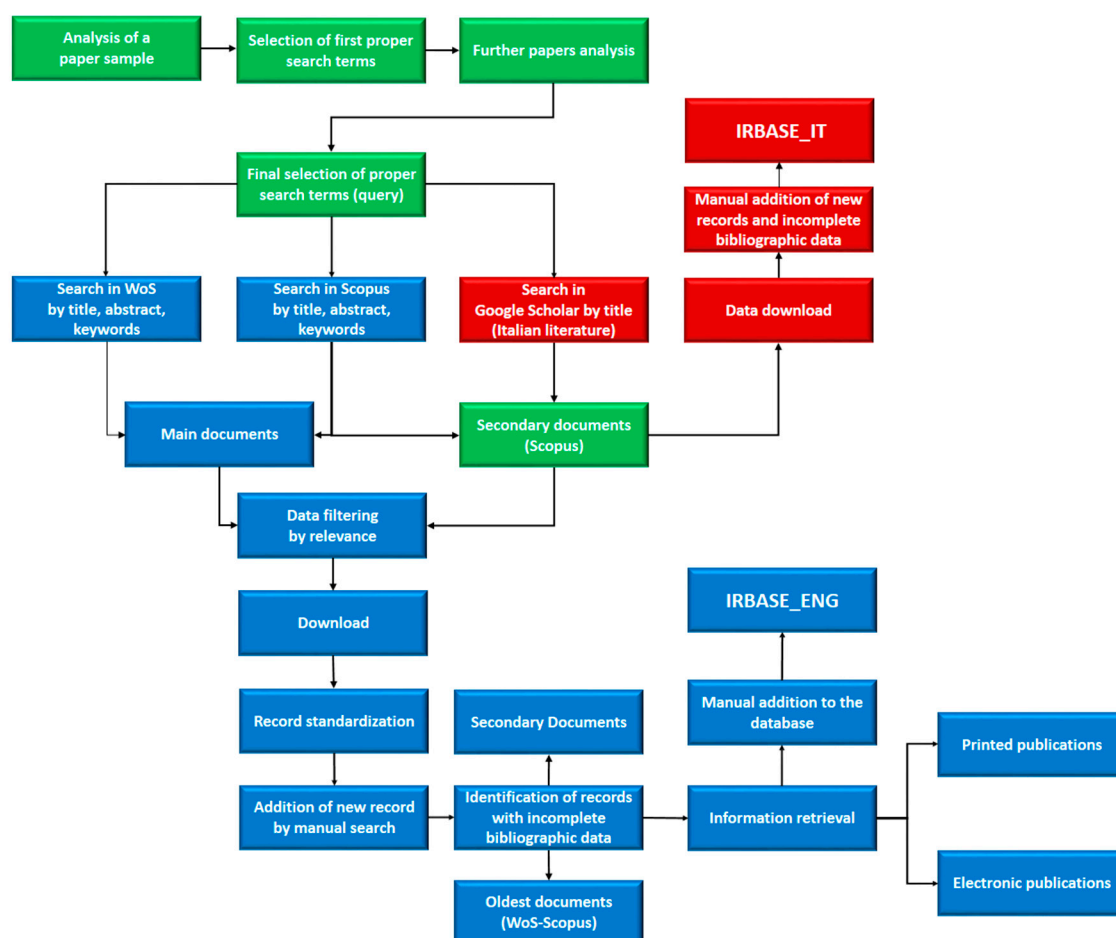 Analysis of a
paper sample
Selection of first proper
search terms
Further papers analysis
IRBASE_IT
Final selection of proper
search terms (query)
Manual addition of new
records and incomplete
bibliographic data
Search in WoS
by title, abstract,
keywords
Search in Scopus
by title, abstract,
keywords
Search in
Google Scholar by title
(Italian literature)
Data download
Main documents
Secondary documents
(Scopus)
Data filtering
by relevance
IRBASE_ENG
Download
Record standardization
Secondary Documents
Manual addition to the
database
Printed publications
Addition of new record
by manual search
Identification of records
with incomplete
bibliographic data
Information retrieval
Electronic publications
Oldest documents
(WoS-Scopus)